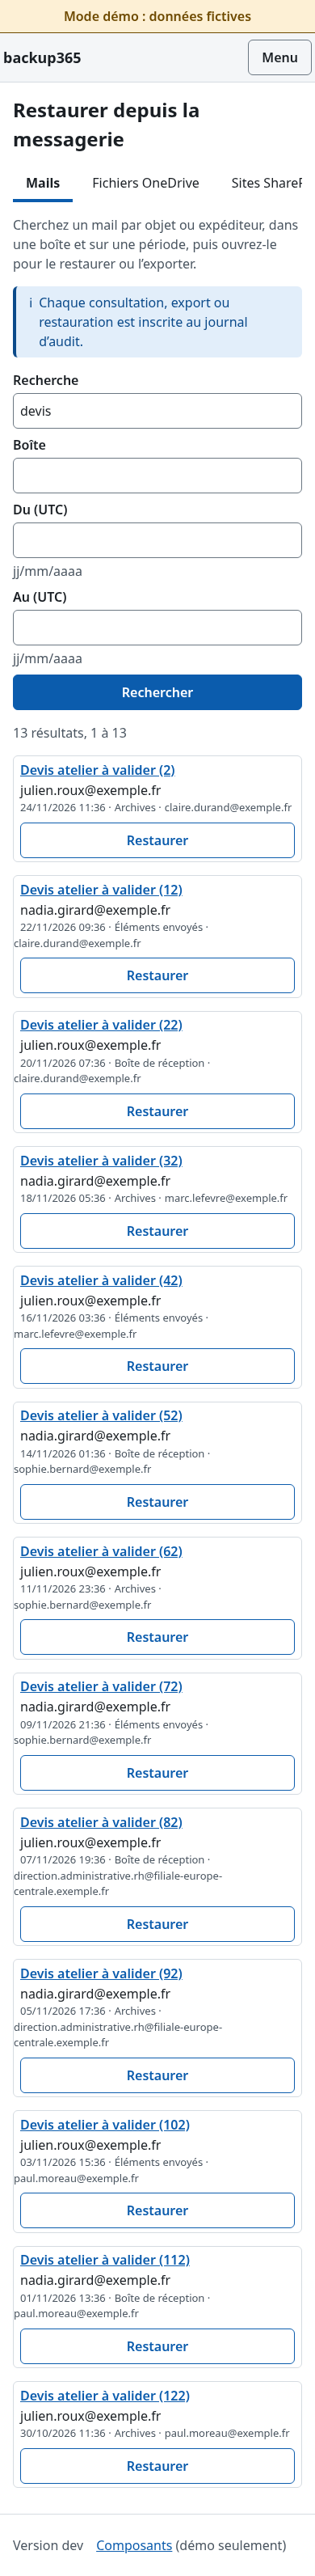 Mode démo : données fictives
backup365
Menu
Restaurer depuis la
messagerie
Mails
Fichiers OneDrive
Sites ShareP
Cherchez un mail par objet ou expéditeur, dans
une boîte et sur une période, puis ouvrez-le
pour le restaurer ou l’exporter.
i Chaque consultation, export ou
restauration est inscrite au journal
d’audit.
Recherche
devis
Boîte
Du (UTC)
jj/mm/aaaa
Au (UTC)
jj/mm/aaaa
Rechercher
13 résultats, 1 à 13
Devis atelier à valider (2)
julien.roux@exemple.fr
24/11/2026 11:36 · Archives · claire.durand@exemple.fr
Restaurer
Devis atelier à valider (12)
nadia.girard@exemple.fr
22/11/2026 09:36 · Éléments envoyés ·
claire.durand@exemple.fr
Restaurer
Devis atelier à valider (22)
julien.roux@exemple.fr
20/11/2026 07:36 · Boîte de réception ·
claire.durand@exemple.fr
Restaurer
Devis atelier à valider (32)
nadia.girard@exemple.fr
18/11/2026 05:36 · Archives · marc.lefevre@exemple.fr
Restaurer
Devis atelier à valider (42)
julien.roux@exemple.fr
16/11/2026 03:36 · Éléments envoyés ·
marc.lefevre@exemple.fr
Restaurer
Devis atelier à valider (52)
nadia.girard@exemple.fr
14/11/2026 01:36 · Boîte de réception ·
sophie.bernard@exemple.fr
Restaurer
Devis atelier à valider (62)
julien.roux@exemple.fr
11/11/2026 23:36 · Archives ·
sophie.bernard@exemple.fr
Restaurer
Devis atelier à valider (72)
nadia.girard@exemple.fr
09/11/2026 21:36 · Éléments envoyés ·
sophie.bernard@exemple.fr
Restaurer
Devis atelier à valider (82)
julien.roux@exemple.fr
07/11/2026 19:36 · Boîte de réception ·
direction.administrative.rh@filiale-europe-
centrale.exemple.fr
Restaurer
Devis atelier à valider (92)
nadia.girard@exemple.fr
05/11/2026 17:36 · Archives ·
direction.administrative.rh@filiale-europe-
centrale.exemple.fr
Restaurer
Devis atelier à valider (102)
julien.roux@exemple.fr
03/11/2026 15:36 · Éléments envoyés ·
paul.moreau@exemple.fr
Restaurer
Devis atelier à valider (112)
nadia.girard@exemple.fr
01/11/2026 13:36 · Boîte de réception ·
paul.moreau@exemple.fr
Restaurer
Devis atelier à valider (122)
julien.roux@exemple.fr
30/10/2026 11:36 · Archives · paul.moreau@exemple.fr
Restaurer
Version dev Composants (démo seulement)